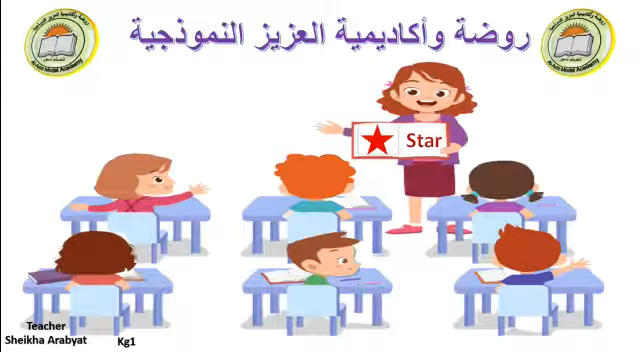 روضة وأكاديمية العزيز النموذجية
Star
Teacher
Sheikha Arabyat
Kg1